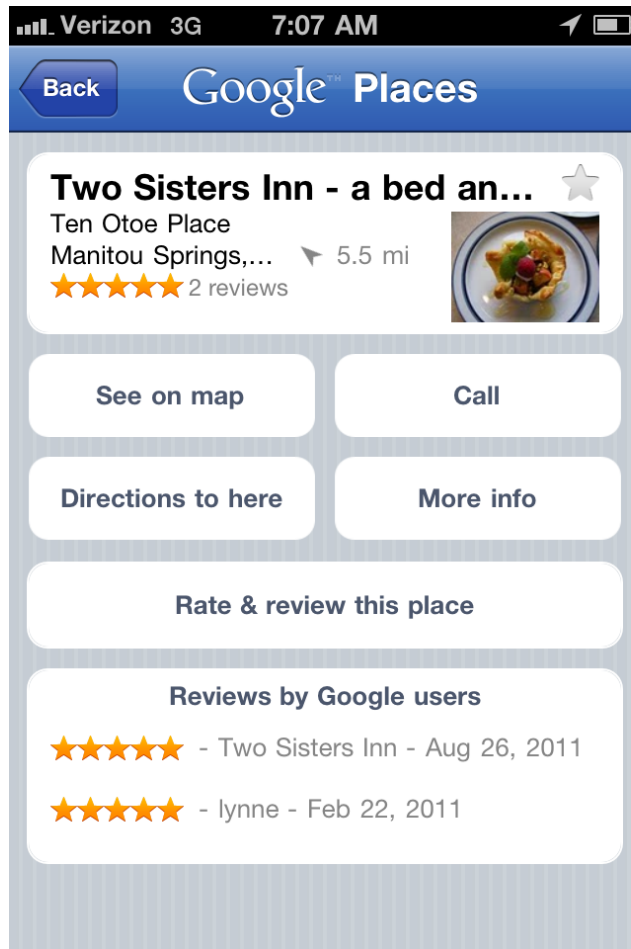 Verizon 3G 7:07 AM
Back Google™ Places
Two Sisters Inn - a bed an...
Ten Otoe Place
Manitou Springs,... 5.5 mi
2 reviews
See on map Call
Directions to here More info
Rate & review this place
Reviews by Google users
- Two Sisters Inn - Aug 26, 2011
- lynne - Feb 22, 2011